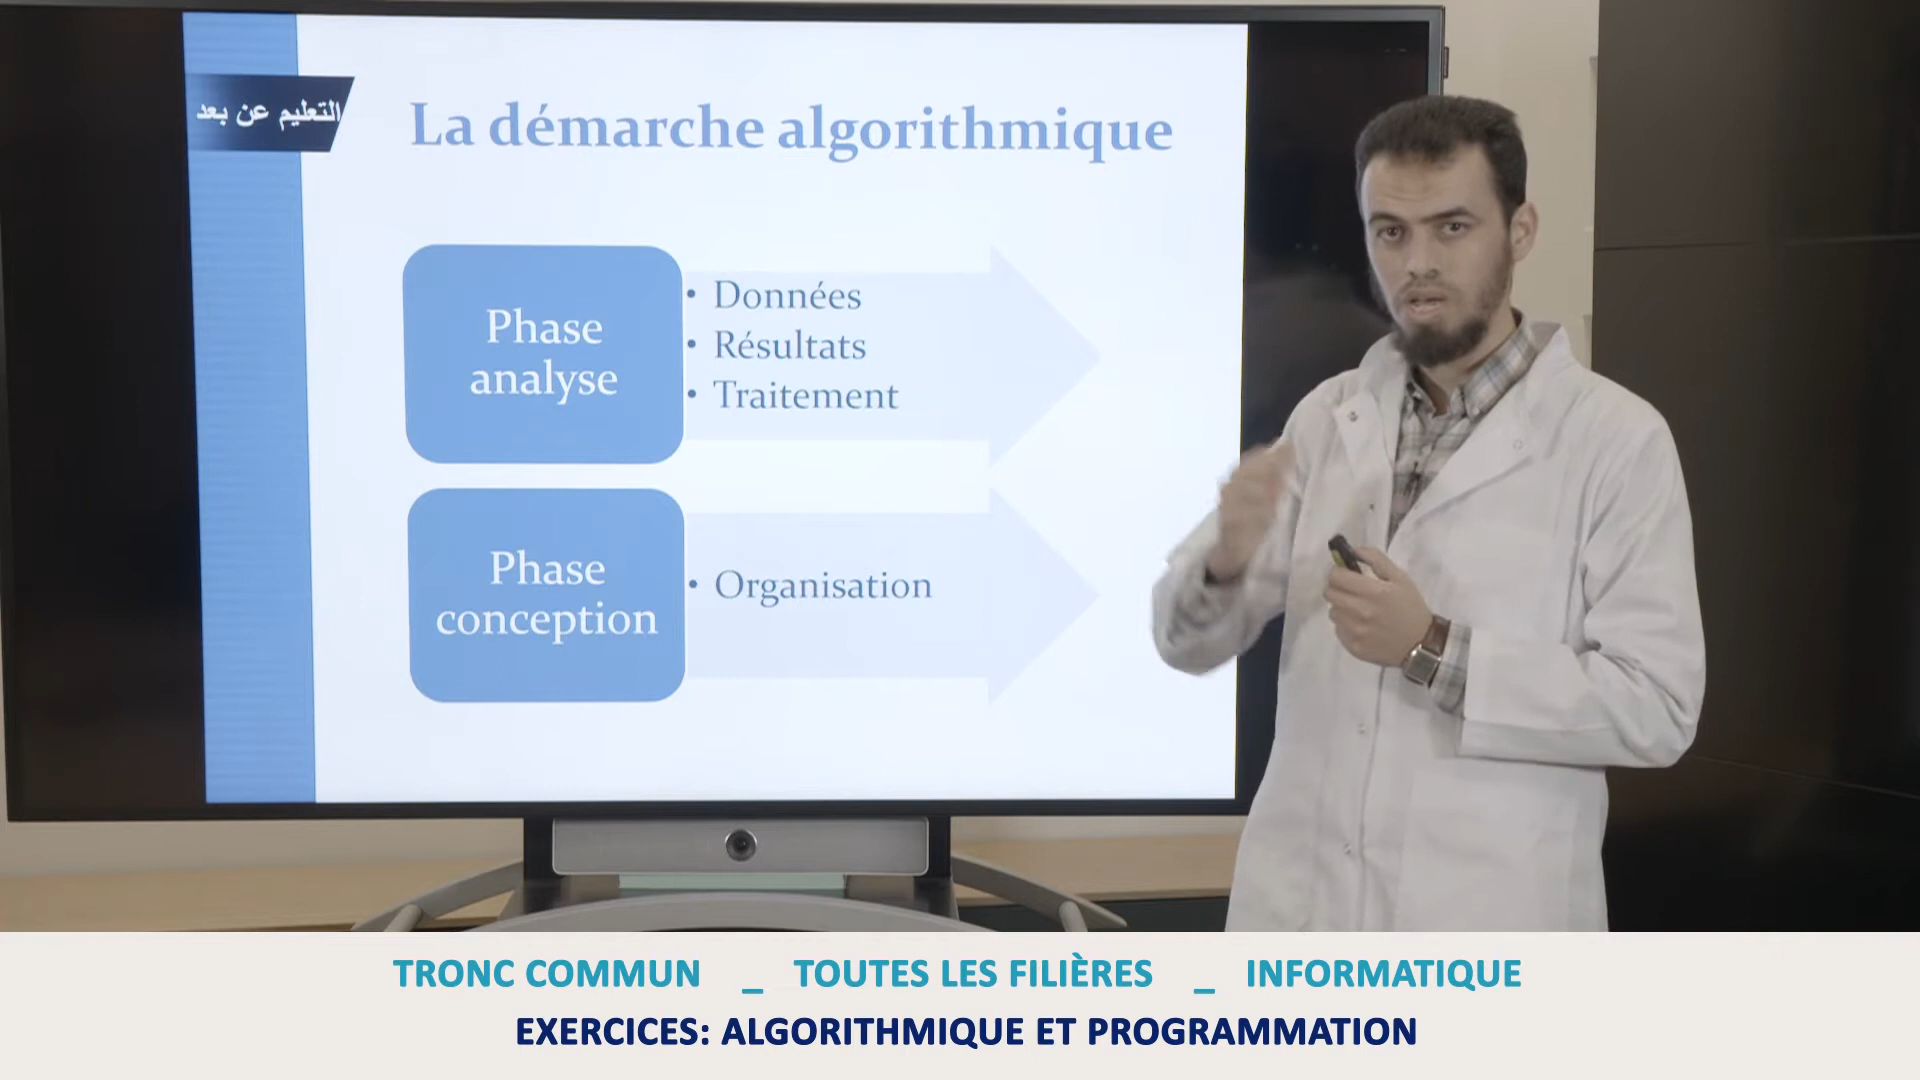 التعليم عن بعد
La démarche algorithmique
Phase
analyse
• Données
• Résultats
• Traitement
Phase
conception
• Organisation
TRONC COMMUN _ TOUTES LES FILIÈRES _ INFORMATIQUE
EXERCICES: ALGORITHMIQUE ET PROGRAMMATION